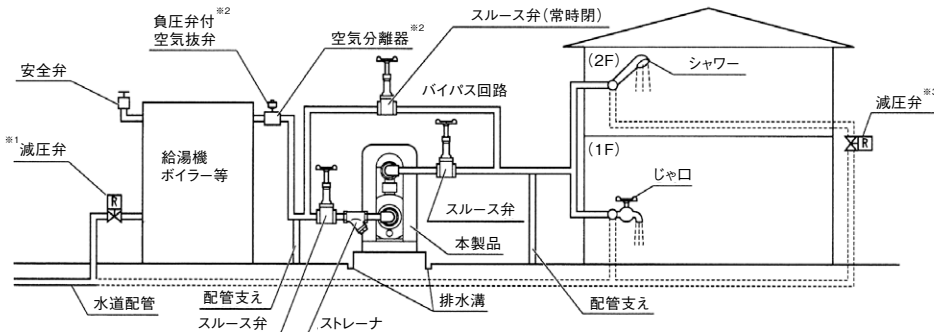 負圧弁付※2
空気抜弁
空気分離器※2
スルース弁(常時閉)
安全弁
バイパス回路
(2F)
シャワー
減圧弁※3
※1減圧弁
R
給湯機
ボイラー等
R
(1F)
じゃ口
スルース弁
本製品
水道配管
配管支え
排水溝
配管支え
スルース弁
ストレーナ